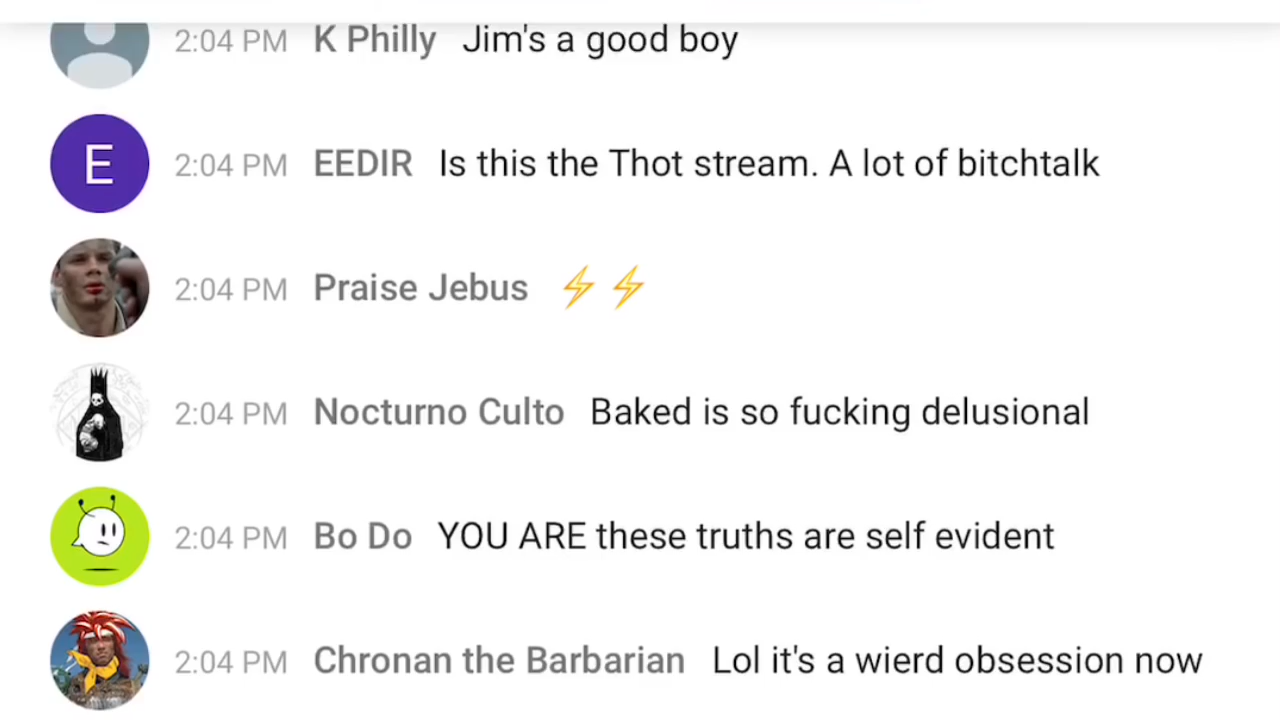 2:04 PM K Philly Jim's a good boy
E 2:04 PM EEDIR Is this the Thot stream. A lot of bitchtalk
2:04 PM Praise Jebus ⚡⚡
2:04 PM Nocturno Culto Baked is so fucking delusional
2:04 PM Bo Do YOU ARE these truths are self evident
2:04 PM Chronan the Barbarian Lol it's a wierd obsession now